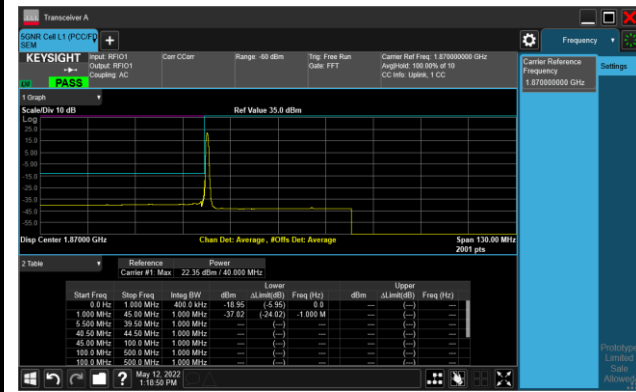 Transceiver A
5GNR Cell L1 (PCC/FD
SEM
+
Frequency
KEYSIGHT
Input: RFIO1
Output: RFIO1
Coupling: AC
Corr CCorr
Range: -60 dBm
Trig: Free Run
Gate: FFT
Carrier Ref Freq: 1.870000000 GHz
Avg|Hold: 100.00% of 10
CC Info: Uplink, 1 CC
PASS
Carrier Reference
Frequency
1.870000000 GHz
Settings
1 Graph
Scale/Div 10 dB
Ref Value 35.0 dBm
Log
25.0
15.0
5.00
-5.00
-15.0
-25.0
-35.0
-45.0
-55.0
Disp Center 1.87000 GHz
Chan Det: Average , #Offs Det: Average
Span 130.00 MHz
2001 pts
2 Table
Reference Power
Carrier #1: Max 22.35 dBm / 40.000 MHz
Lower Upper
Start Freq Stop Freq Integ BW dBm ΔLimit(dB) Freq (Hz) dBm ΔLimit(dB) Freq (Hz)
0.0 Hz 1.000 MHz 400.0 kHz -18.95 (-5.95) 0.0 --- (---) ---
1.000 MHz 45.00 MHz 1.000 MHz -37.02 (-24.02) -1.000 M --- (---) ---
5.500 MHz 39.50 MHz 1.000 MHz --- (---) --- --- (---) ---
40.50 MHz 44.50 MHz 1.000 MHz --- (---) --- --- (---) ---
45.00 MHz 100.0 MHz 1.000 MHz --- (---) --- --- (---) ---
100.0 MHz 500.0 MHz 1.000 MHz --- (---) --- --- (---) ---
100.0 MHz 500.0 MHz 1.000 MHz --- (---) --- --- (---) ---
Prototype
Limited
Sale
Allowed
?
May 12, 2022
1:18:50 PM